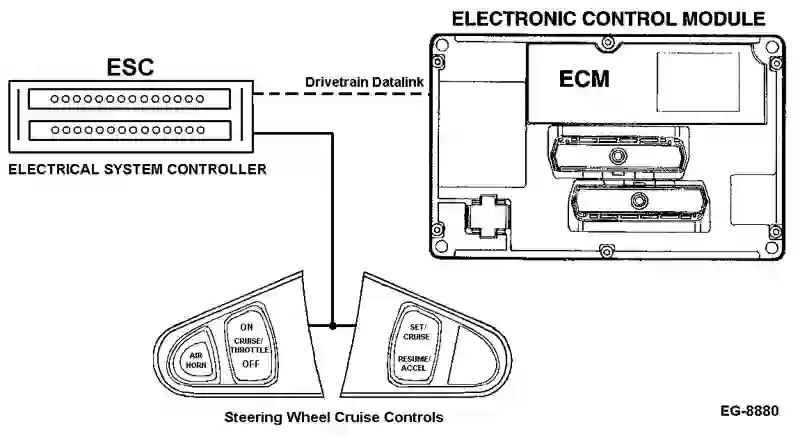 ELECTRONIC CONTROL MODULE
ESC
Drivetrain Datalink
ECM
ELECTRICAL SYSTEM CONTROLLER
AIR
HORN
ON
CRUISE/
THROTTLE
OFF
SET/
CRUISE
RESUME/
ACCEL
Steering Wheel Cruise Controls
EG-8880